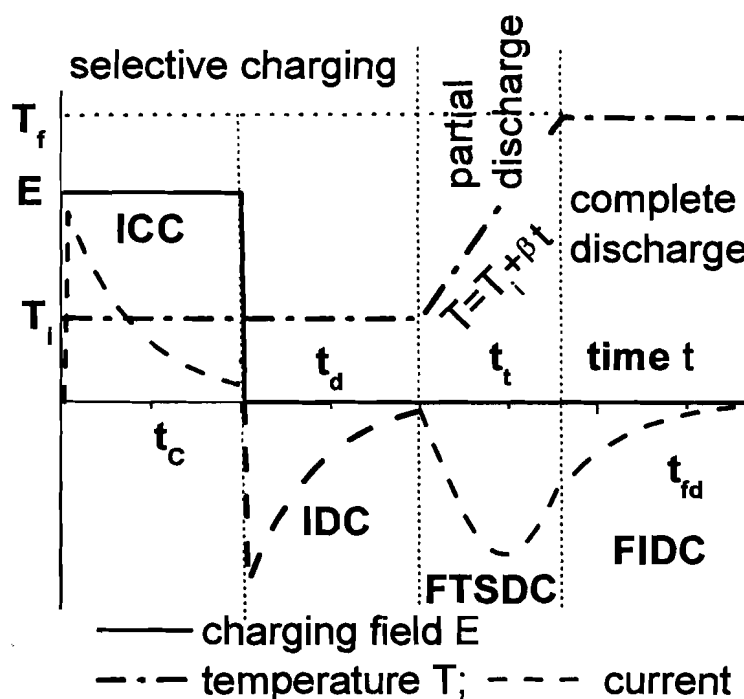 selective charging
partial
discharge
T_f
E
ICC
complete
discharge
T=T_i+βt
T_i
t_d
t_t
time t
t_c
t_fd
IDC
FIDC
FTSDC
charging field E
temperature T;
current